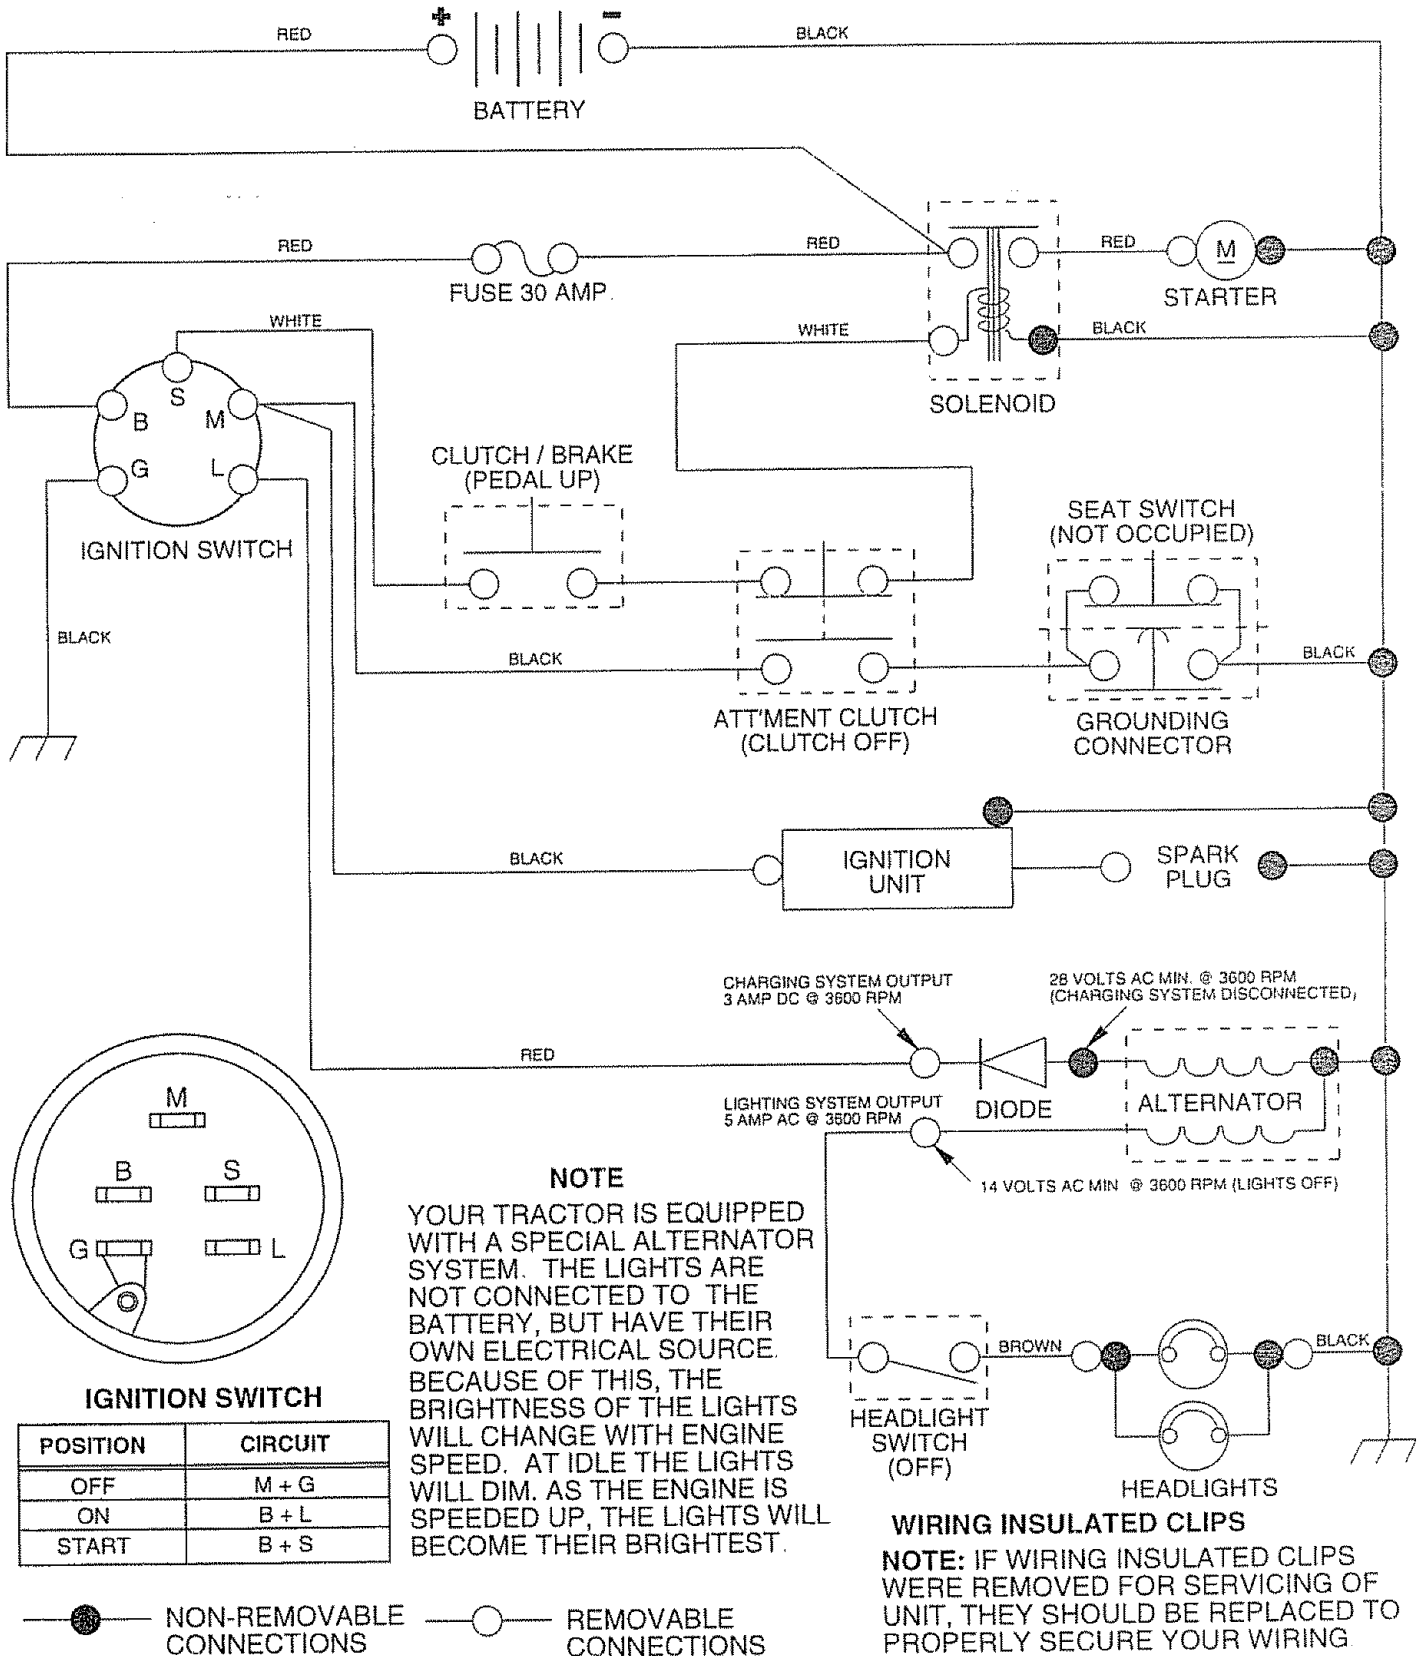 RED
+
-
BLACK
BATTERY
RED
FUSE 30 AMP.
RED
RED
M
STARTER
WHITE
WHITE
BLACK
SOLENOID
S
B
M
G
L
IGNITION SWITCH
CLUTCH / BRAKE
(PEDAL UP)
SEAT SWITCH
(NOT OCCUPIED)
BLACK
BLACK
BLACK
ATT'MENT CLUTCH
(CLUTCH OFF)
GROUNDING
CONNECTOR
BLACK
IGNITION
UNIT
SPARK
PLUG
CHARGING SYSTEM OUTPUT
3 AMP DC @ 3600 RPM
28 VOLTS AC MIN. @ 3600 RPM
(CHARGING SYSTEM DISCONNECTED)
RED
DIODE
ALTERNATOR
LIGHTING SYSTEM OUTPUT
5 AMP AC @ 3600 RPM
14 VOLTS AC MIN @ 3600 RPM (LIGHTS OFF)
M
B
S
G
L
NOTE
YOUR TRACTOR IS EQUIPPED
WITH A SPECIAL ALTERNATOR
SYSTEM. THE LIGHTS ARE
NOT CONNECTED TO THE
BATTERY, BUT HAVE THEIR
OWN ELECTRICAL SOURCE.
BECAUSE OF THIS, THE
BRIGHTNESS OF THE LIGHTS
WILL CHANGE WITH ENGINE
SPEED. AT IDLE THE LIGHTS
WILL DIM. AS THE ENGINE IS
SPEEDED UP, THE LIGHTS WILL
BECOME THEIR BRIGHTEST.
BROWN
BLACK
HEADLIGHT
SWITCH
(OFF)
HEADLIGHTS
IGNITION SWITCH
POSITION CIRCUIT
OFF M + G
ON B + L
START B + S
WIRING INSULATED CLIPS
NOTE: IF WIRING INSULATED CLIPS
WERE REMOVED FOR SERVICING OF
UNIT, THEY SHOULD BE REPLACED TO
PROPERLY SECURE YOUR WIRING.
NON-REMOVABLE
CONNECTIONS
REMOVABLE
CONNECTIONS